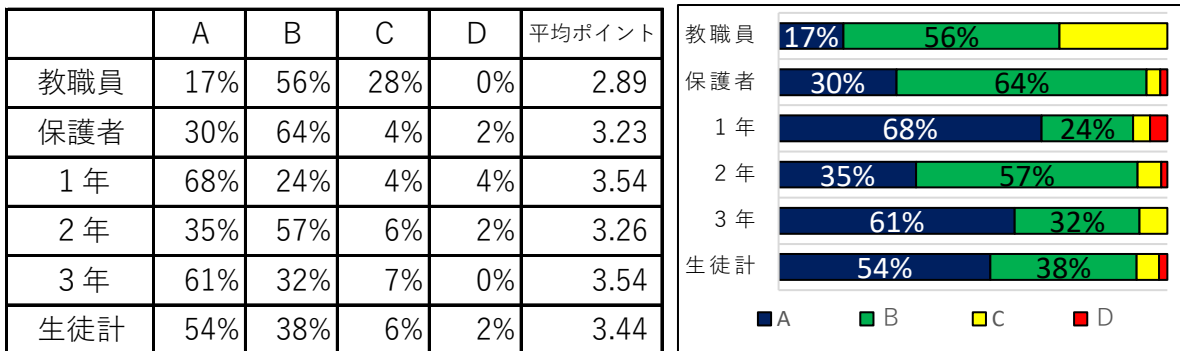 A B C D 平均ポイント
教職員 17% 56% 28% 0% 2.89
保護者 30% 64% 4% 2% 3.23
1年 68% 24% 4% 4% 3.54
2年 35% 57% 6% 2% 3.26
3年 61% 32% 7% 0% 3.54
生徒計 54% 38% 6% 2% 3.44
教職員 17% 56%
保護者 30% 64%
1年 68% 24%
2年 35% 57%
3年 61% 32%
生徒計 54% 38%
A B C D